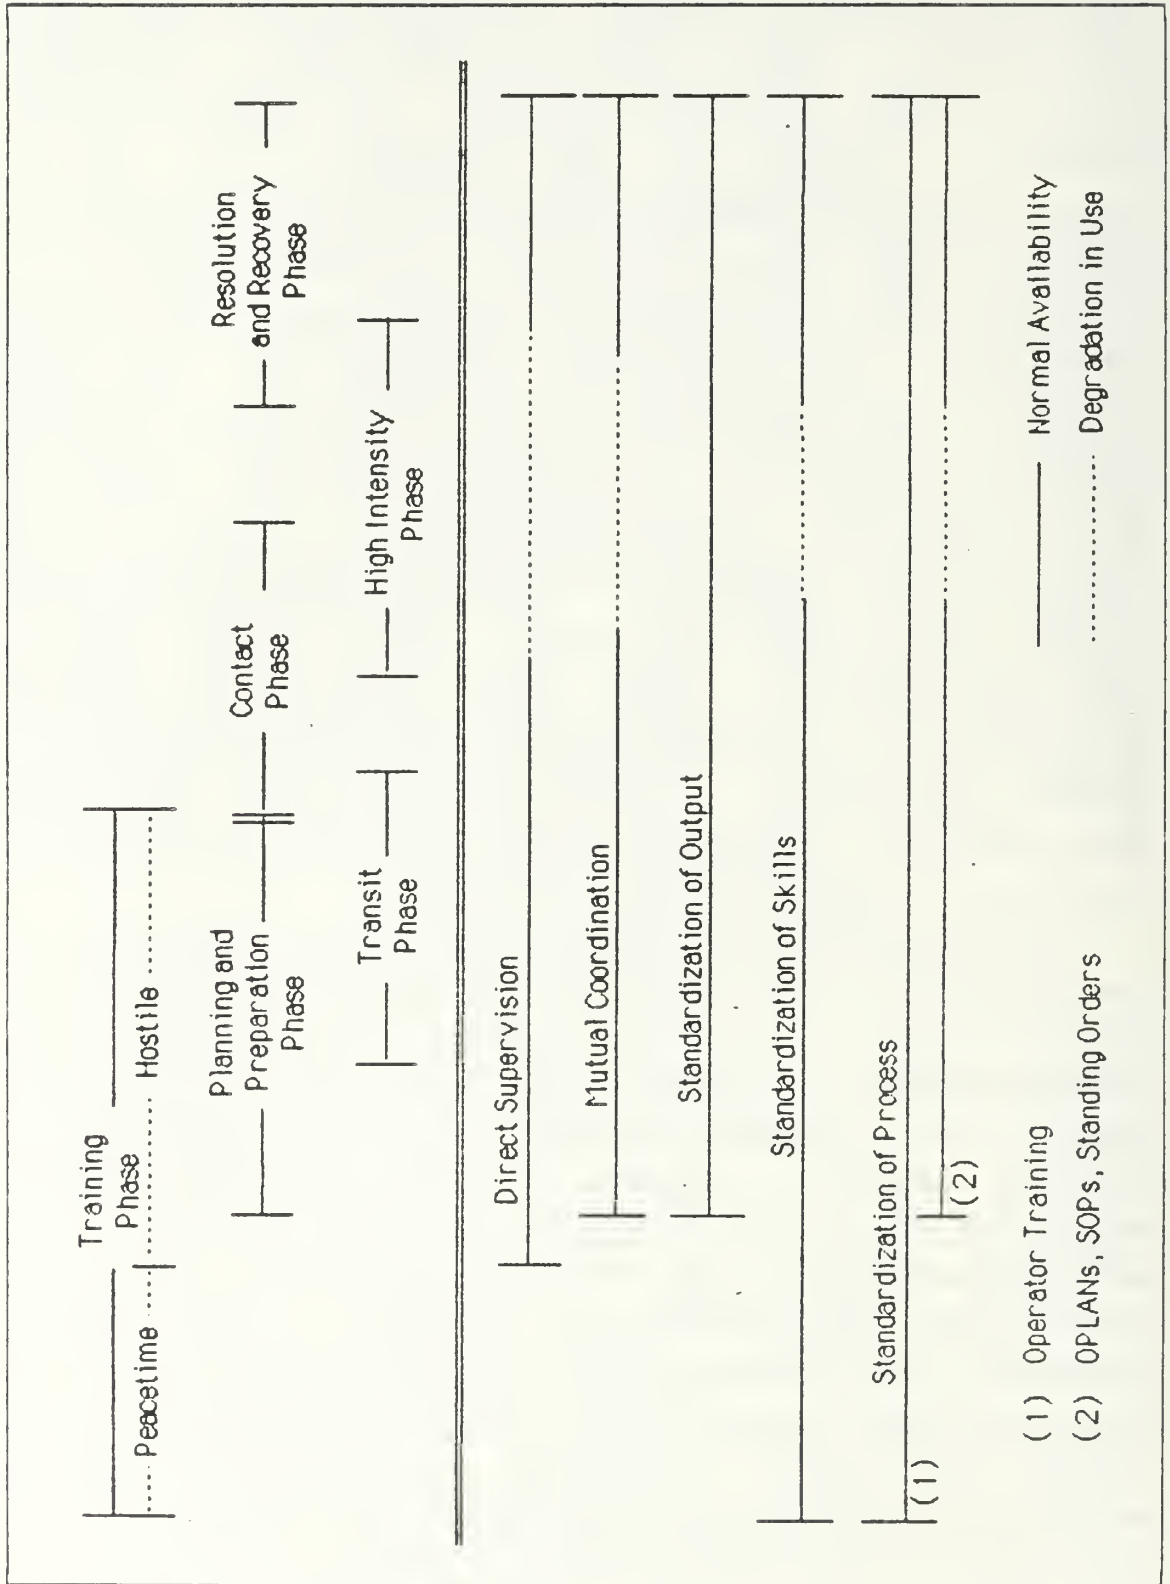 Training
Phase
Peacetime
Hostile
Planning and
Preparation
Phase
Contact
Phase
Resolution
and Recovery
Phase
Transit
Phase
High Intensity
Phase
Direct Supervision
Mutual Coordination
Standardization of Output
Standardization of Skills
Standardization of Process
(1)
(2)
(1) Operator Training
(2) OPLANs, SOPs, Standing Orders
Normal Availability
Degradation in Use